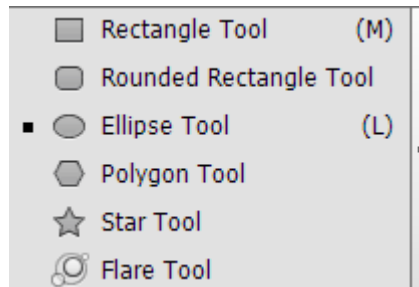 Rectangle Tool (M)
Rounded Rectangle Tool
Ellipse Tool (L)
Polygon Tool
Star Tool
Flare Tool